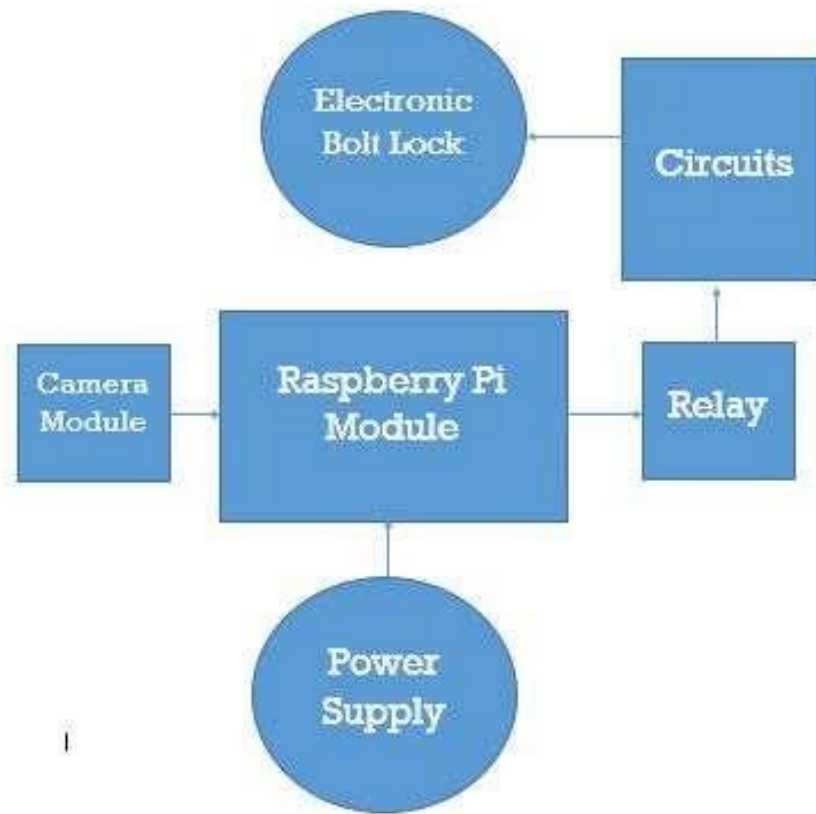 Electronic
Bolt Lock
Circuits
Camera
Module
Raspberry Pi
Module
Relay
Power
Supply